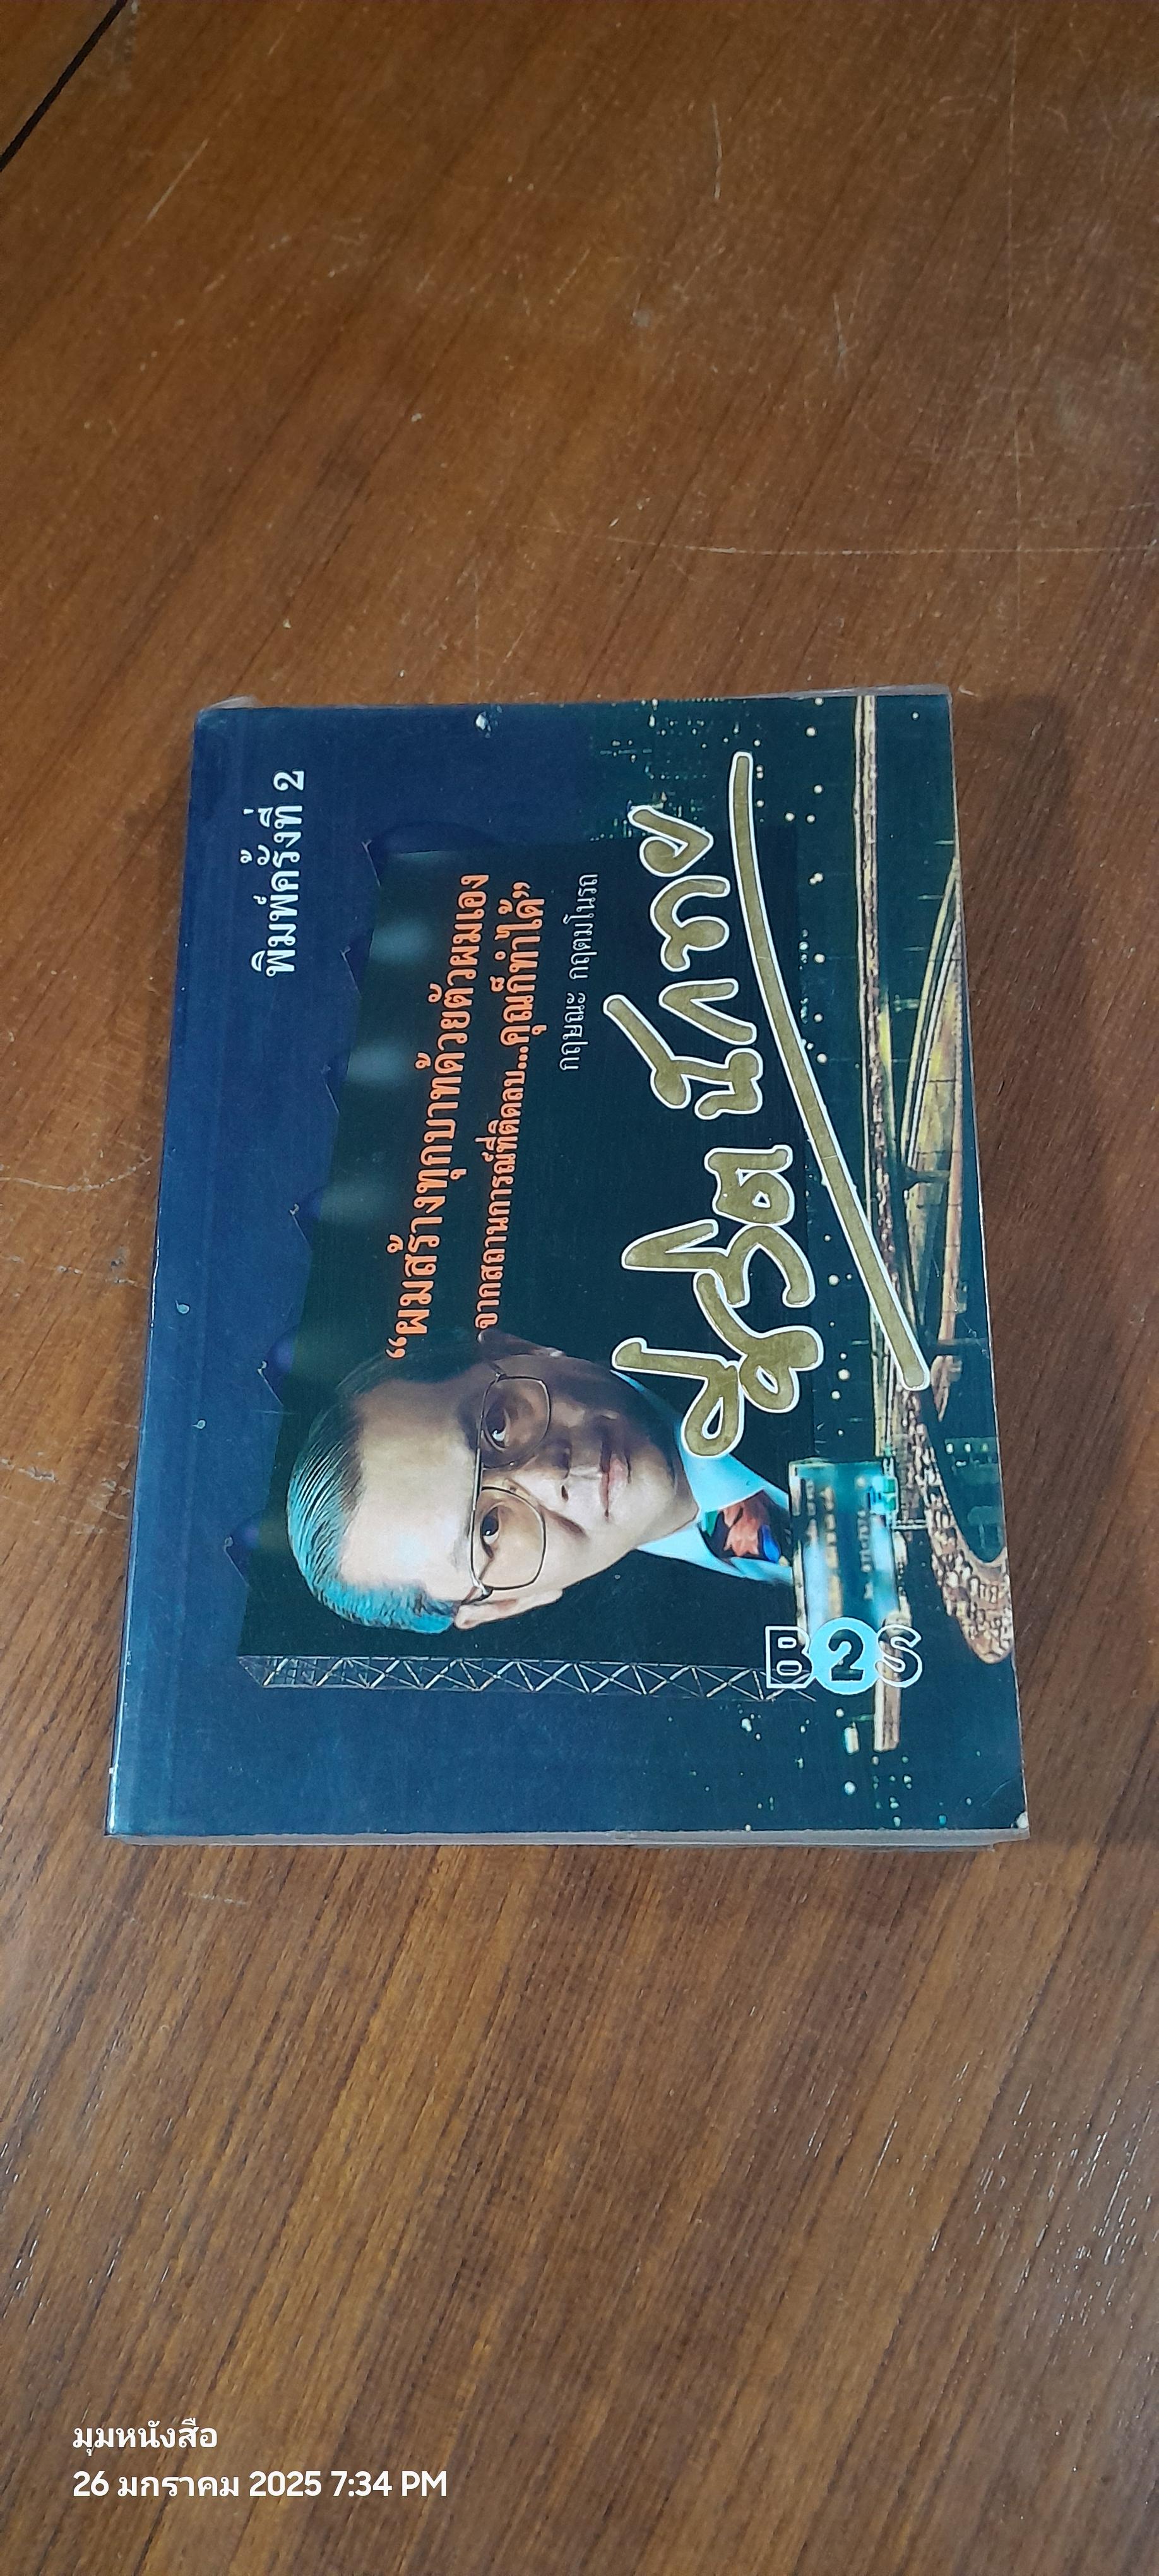 พิมพ์ครั้งที่ 2
“ผมสร้างทุกบาทด้วยตัวผมเอง
จากสถานการณ์ที่ติดลบ...คุณก็ทำได้”
กฤษณะ กฤตมโนรถ
B2S
มุมหนังสือ
26 มกราคม 2025 7:34 PM